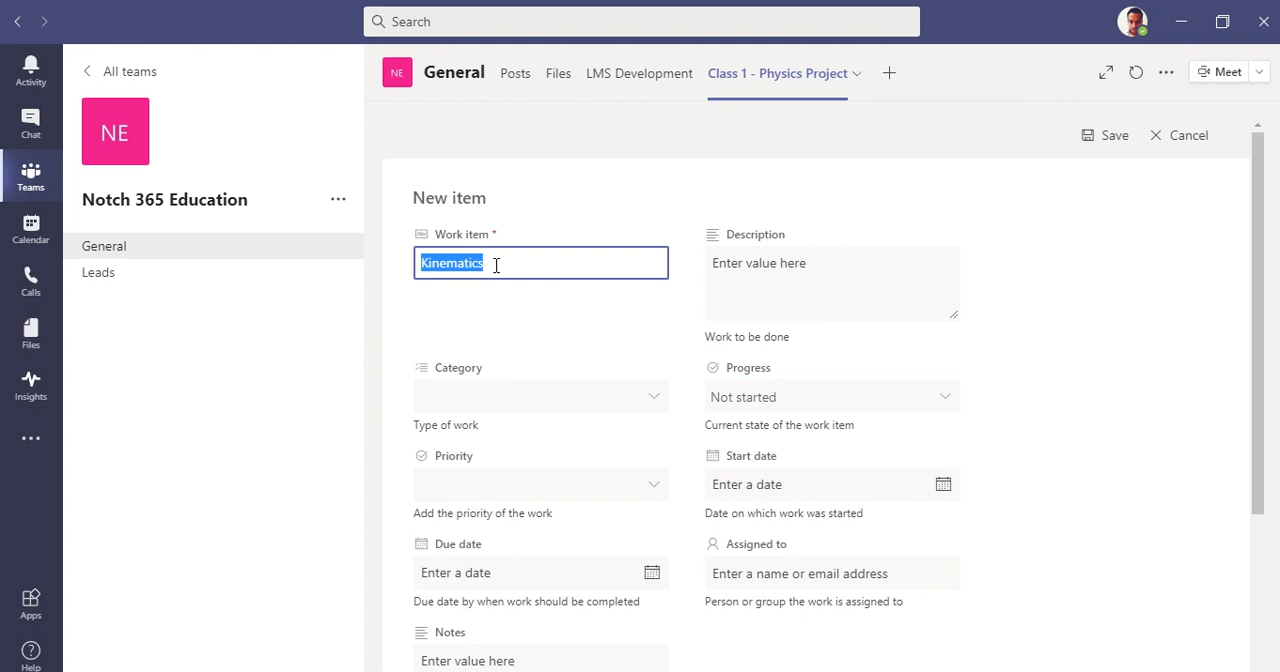 Search
Activity
Chat
Teams
Calendar
Calls
Files
Insights
Apps
Help
All teams
NE
Notch 365 Education
General
Leads
NE
General
Posts
Files
LMS Development
Class 1 - Physics Project
Meet
Save
Cancel
New item
Abc
Work item *
Kinematics
Description
Enter value here
Work to be done
Category
Type of work
Progress
Not started
Current state of the work item
Priority
Add the priority of the work
Start date
Enter a date
Date on which work was started
Due date
Enter a date
Due date by when work should be completed
Assigned to
Enter a name or email address
Person or group the work is assigned to
Notes
Enter value here